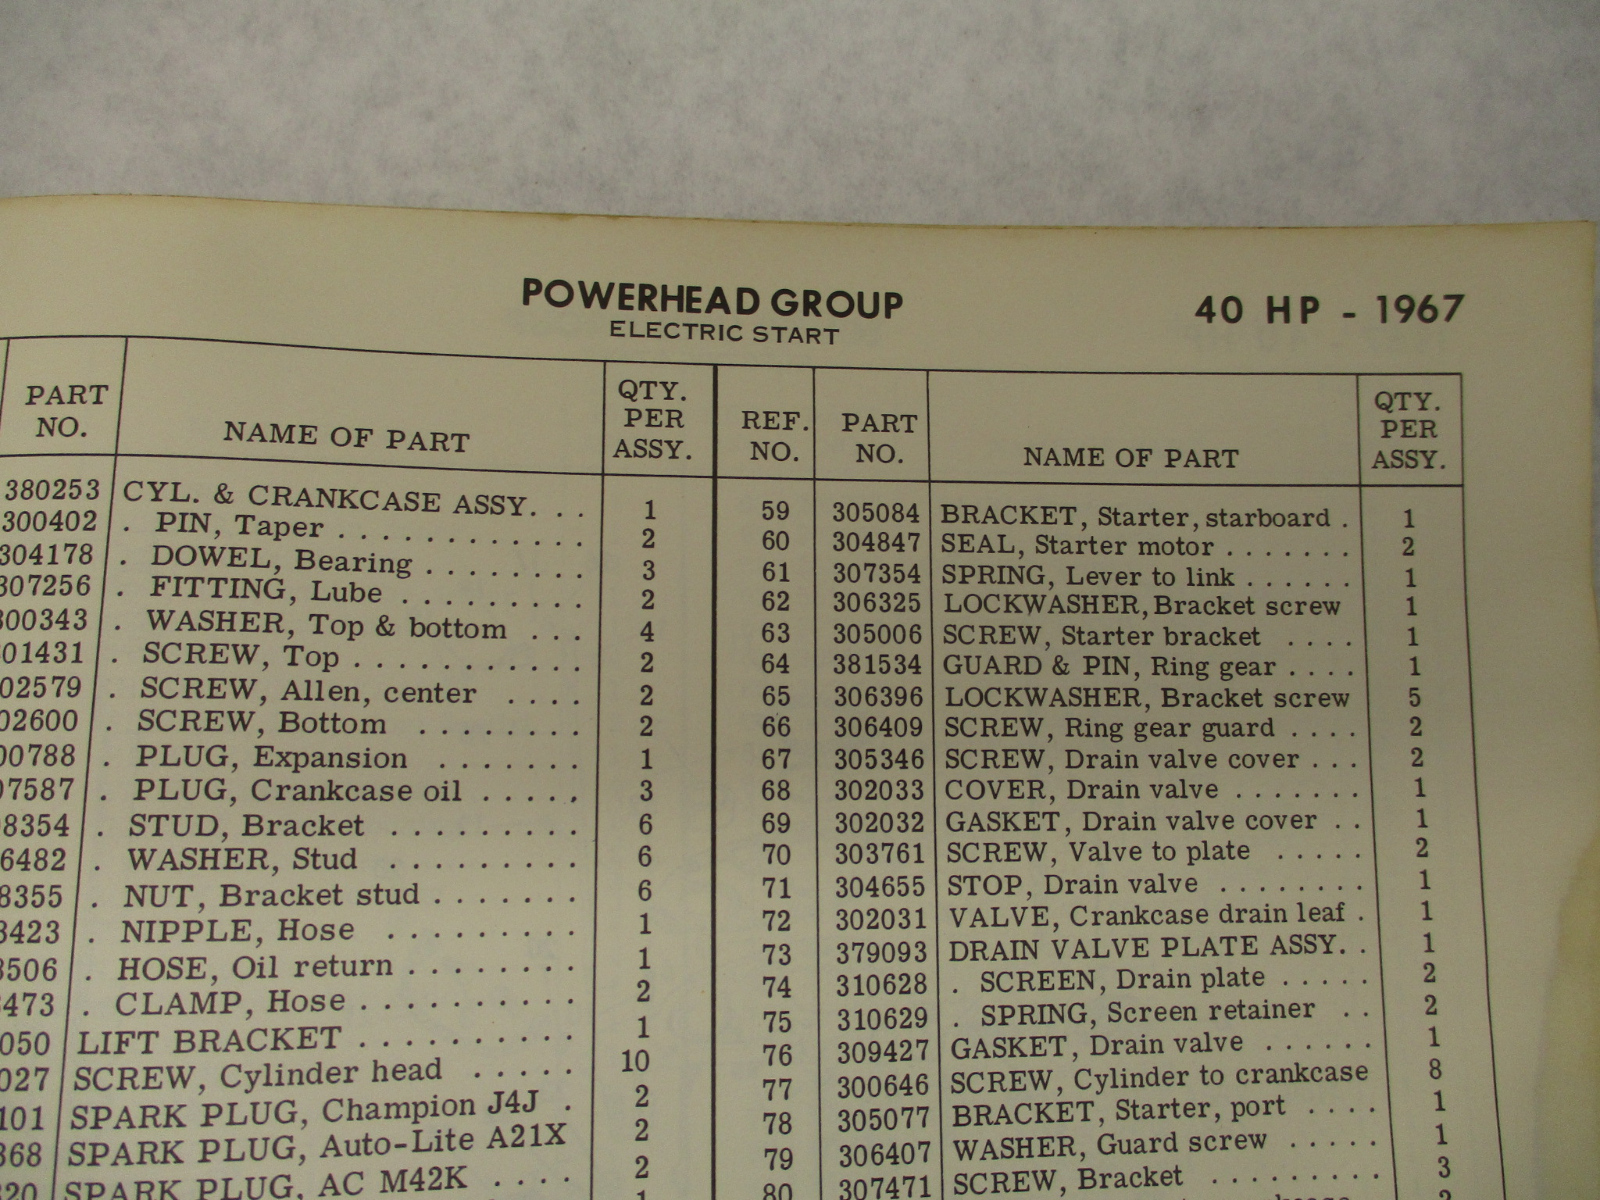 POWERHEAD GROUP
ELECTRIC START
40 HP - 1967
PART NO.
NAME OF PART
QTY. PER ASSY.
380253 CYL. & CRANKCASE ASSY. . . 1
300402 . PIN, Taper . . . . . . . . . . . . 2
304178 . DOWEL, Bearing . . . . . . . . 3
307256 . FITTING, Lube . . . . . . . . . 2
. WASHER, Top & bottom . . . 4
. SCREW, Top . . . . . . . . . . . 2
. SCREW, Allen, center . . . . 2
. SCREW, Bottom . . . . . . . . 2
. PLUG, Expansion . . . . . . . 1
. PLUG, Crankcase oil . . . . . 3
. STUD, Bracket . . . . . . . . . 6
. WASHER, Stud . . . . . . . . . 6
. NUT, Bracket stud . . . . . . . 6
. NIPPLE, Hose . . . . . . . . . 1
. HOSE, Oil return . . . . . . . . 1
. CLAMP, Hose . . . . . . . . . . 2
LIFT BRACKET . . . . . . . . . . 1
SCREW, Cylinder head . . . . . 10
SPARK PLUG, Champion J4J . 2
SPARK PLUG, Auto-Lite A21X 2
SPARK PLUG, AC M42K . . . . 2
REF. NO.
PART NO.
NAME OF PART
QTY. PER ASSY.
59 305084 BRACKET, Starter, starboard . 1
60 304847 SEAL, Starter motor . . . . . . . 2
61 307354 SPRING, Lever to link . . . . . . 1
62 306325 LOCKWASHER, Bracket screw 1
63 305006 SCREW, Starter bracket . . . . 1
64 381534 GUARD & PIN, Ring gear . . . . 1
65 306396 LOCKWASHER, Bracket screw 5
66 306409 SCREW, Ring gear guard . . . . 2
67 305346 SCREW, Drain valve cover . . . 2
68 302033 COVER, Drain valve . . . . . . . 1
69 302032 GASKET, Drain valve cover . . 1
70 303761 SCREW, Valve to plate . . . . . 2
71 304655 STOP, Drain valve . . . . . . . . 1
72 302031 VALVE, Crankcase drain leaf . 1
73 379093 DRAIN VALVE PLATE ASSY. . 1
74 310628 . SCREEN, Drain plate . . . . . 2
75 310629 . SPRING, Screen retainer . . 2
76 309427 GASKET, Drain valve . . . . . . 1
77 300646 SCREW, Cylinder to crankcase 8
78 305077 BRACKET, Starter, port . . . . 1
79 306407 WASHER, Guard screw . . . . . 1
80 307471 SCREW, Bracket . . . . . . . . . 3